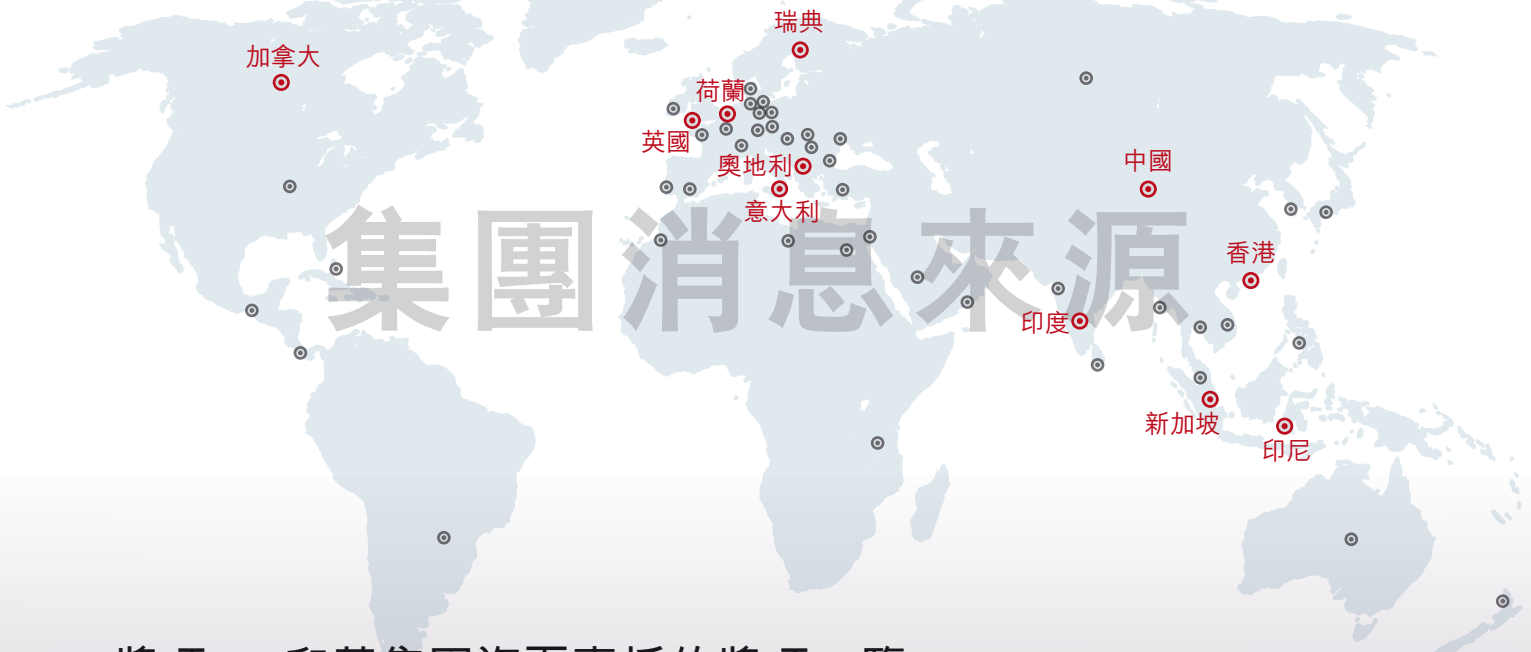 瑞典
加拿大
荷蘭
英國
中國
奧地利
意大利
集團消息來源
香港
印度
新加坡
印尼